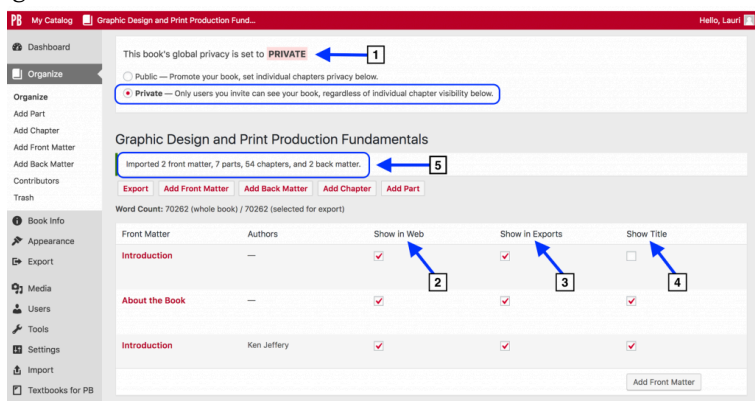 PB My Catalog Graphic Design and Print Production Fund... Hello, Lauri
Dashboard
Organize
Organize
Add Part
Add Chapter
Add Front Matter
Add Back Matter
Contributors
Trash
Book Info
Appearance
Export
Media
Users
Tools
Settings
Import
Textbooks for PB
This book's global privacy is set to PRIVATE 1
Public — Promote your book, set individual chapters privacy below.
Private — Only users you invite can see your book, regardless of individual chapter visibility below.
Graphic Design and Print Production Fundamentals
Imported 2 front matter, 7 parts, 54 chapters, and 2 back matter. 5
Export Add Front Matter Add Back Matter Add Chapter Add Part
Word Count: 70262 (whole book) / 70262 (selected for export)
Front Matter Authors Show in Web Show in Exports Show Title
Introduction —
2 3 4
About the Book —
Introduction Ken Jeffery
Add Front Matter